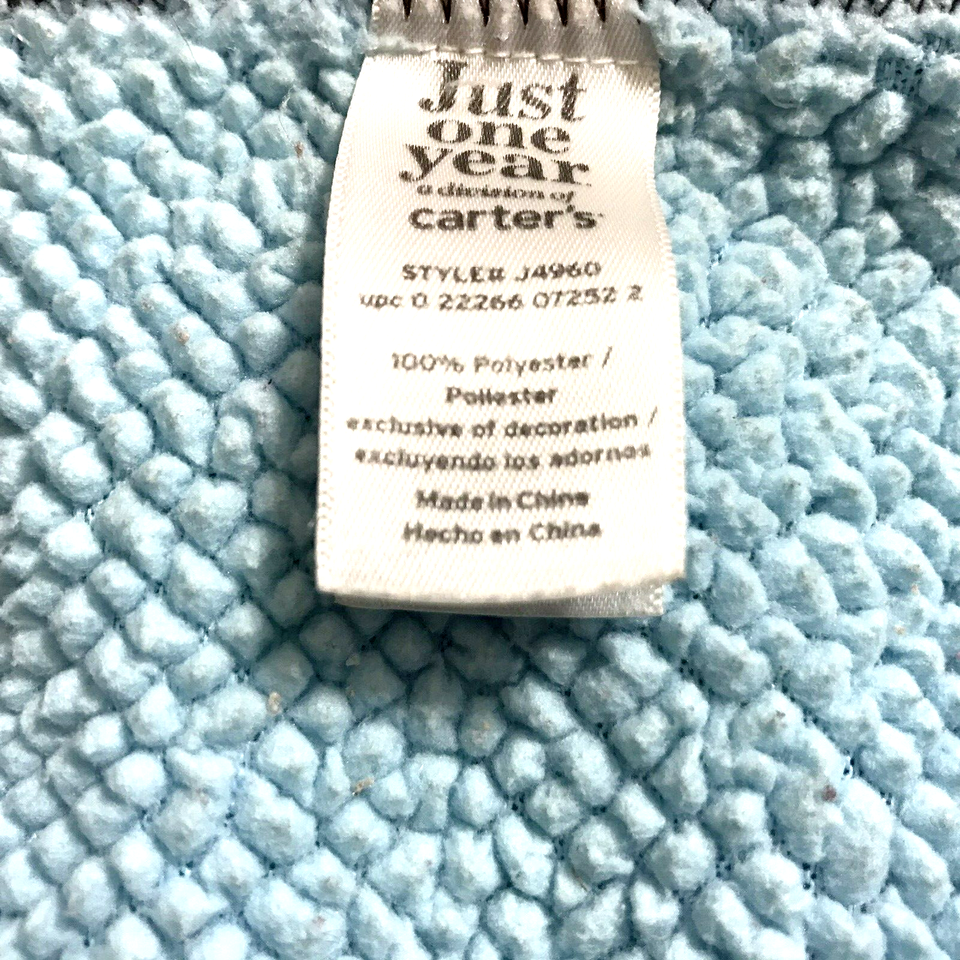 Just
one
year
a division of
carter's
STYLE# J4960
upc 0 22266 07252 2
100% Polyester /
Poliester
exclusive of decoration /
excluyendo los adornos
Made in China
Hecho en China